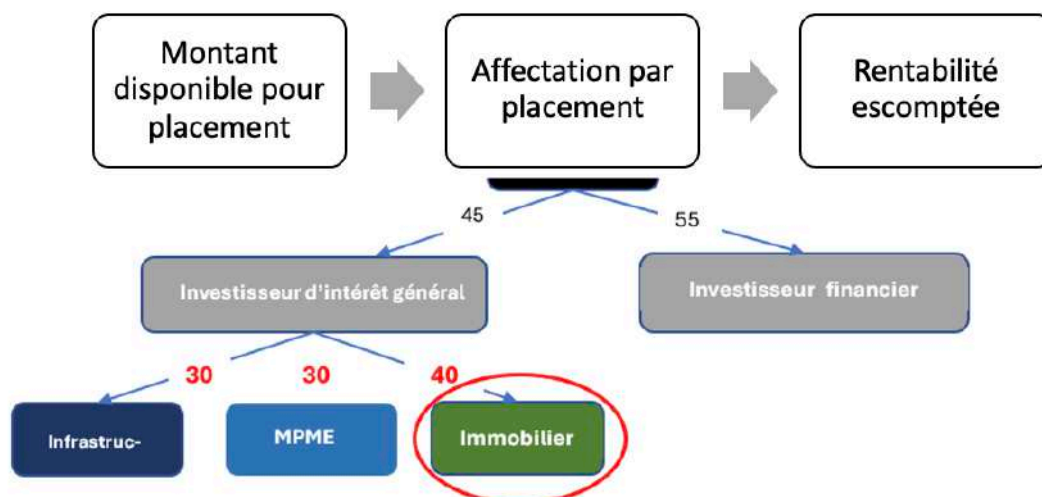 Montant
disponible pour
placement
Affectation par
placement
Rentabilité
escomptée
45
55
Investisseur d'intérêt général
Investisseur financier
30
30
40
Infrastruc-
MPME
Immobilier